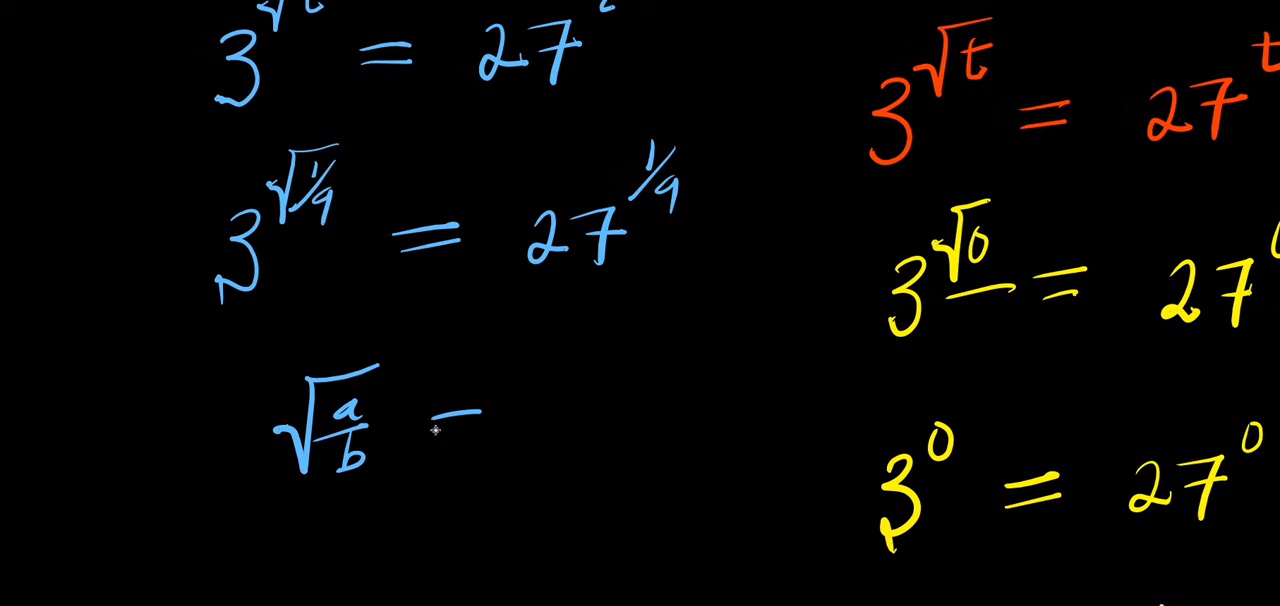 3^√t = 27^t
3^√1/9 = 27^1/9
√a/b =
3^√t = 27^t
3^√0 = 27^0
3^0 = 27^0